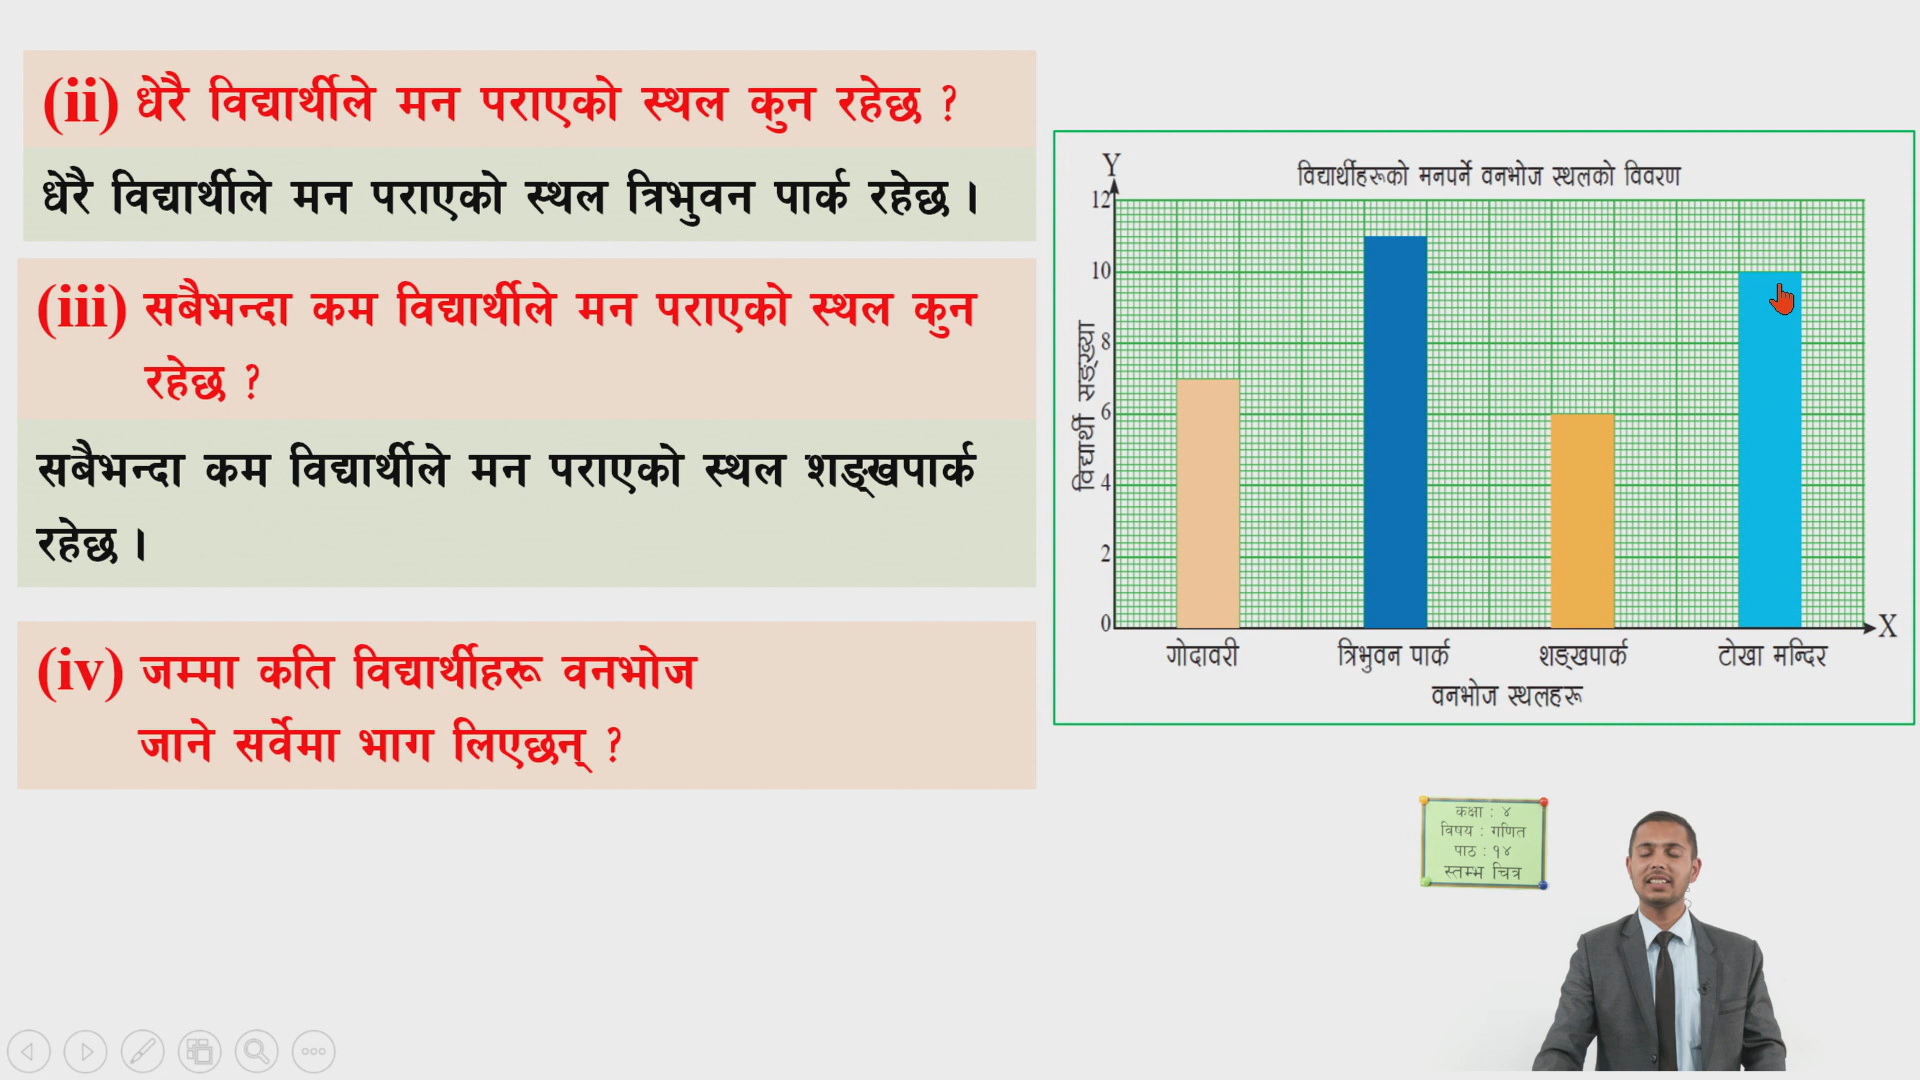 (ii) धेरै विद्यार्थीले मन पराएको स्थल कुन रहेछ ?
धेरै विद्यार्थीले मन पराएको स्थल त्रिभुवन पार्क रहेछ ।
(iii) सबैभन्दा कम विद्यार्थीले मन पराएको स्थल कुन
रहेछ ?
सबैभन्दा कम विद्यार्थीले मन पराएको स्थल शङ्खपार्क
रहेछ ।
(iv) जम्मा कति विद्यार्थीहरू वनभोज
जाने सर्वेमा भाग लिएछन् ?
विद्यार्थीहरूको मनपर्ने वनभोज स्थलको विवरण
Y
12
10
8
6
4
2
0
विद्यार्थी सङ्ख्या
X
गोदावरी त्रिभुवन पार्क शङ्खपार्क टोखा मन्दिर
वनभोज स्थलहरू
कक्षा : ४
विषय : गणित
पाठ : १४
स्तम्भ चित्र